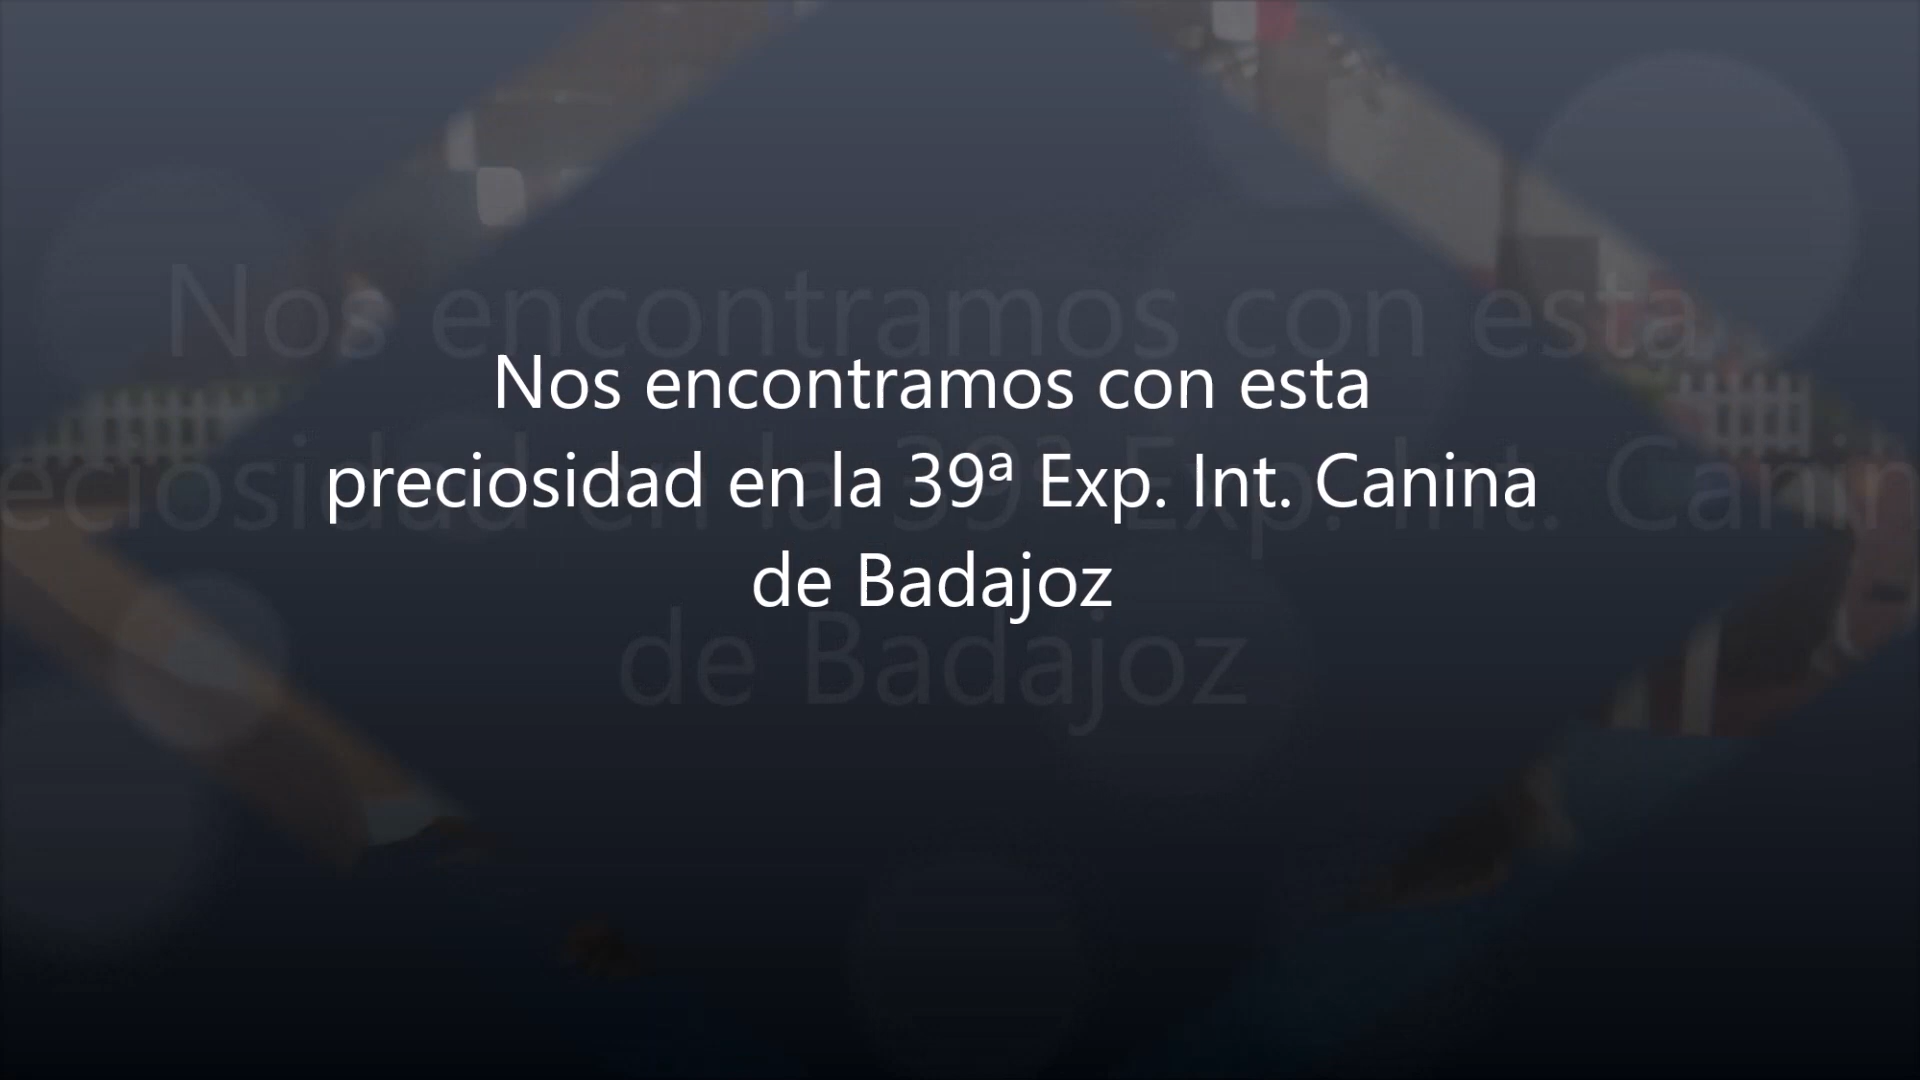 Nos encontramos con esta
preciosidad en la 39ª Exp. Int. Canina
de Badajoz